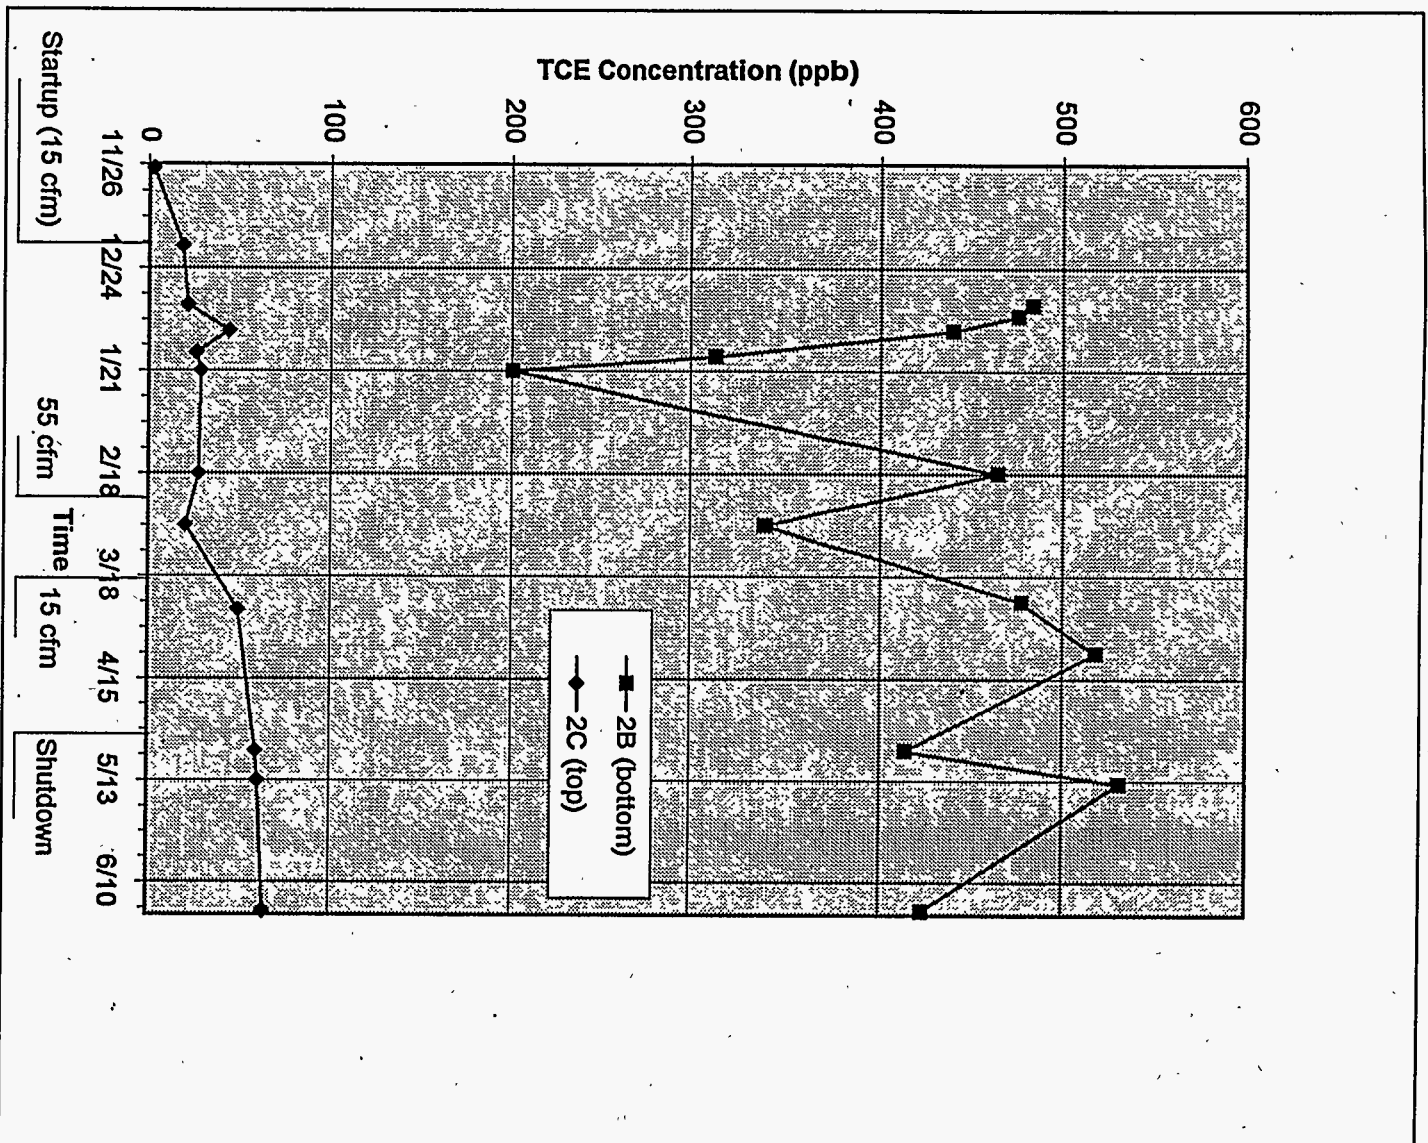 TCE Concentration (ppb)
600
500
400
300
200
100
0
11/26
12/24
1/21
2/18
3/18
4/15
5/13
6/10
Time
Startup (15 cfm)
55 cfm
15 cfm
Shutdown
2B (bottom)
2C (top)